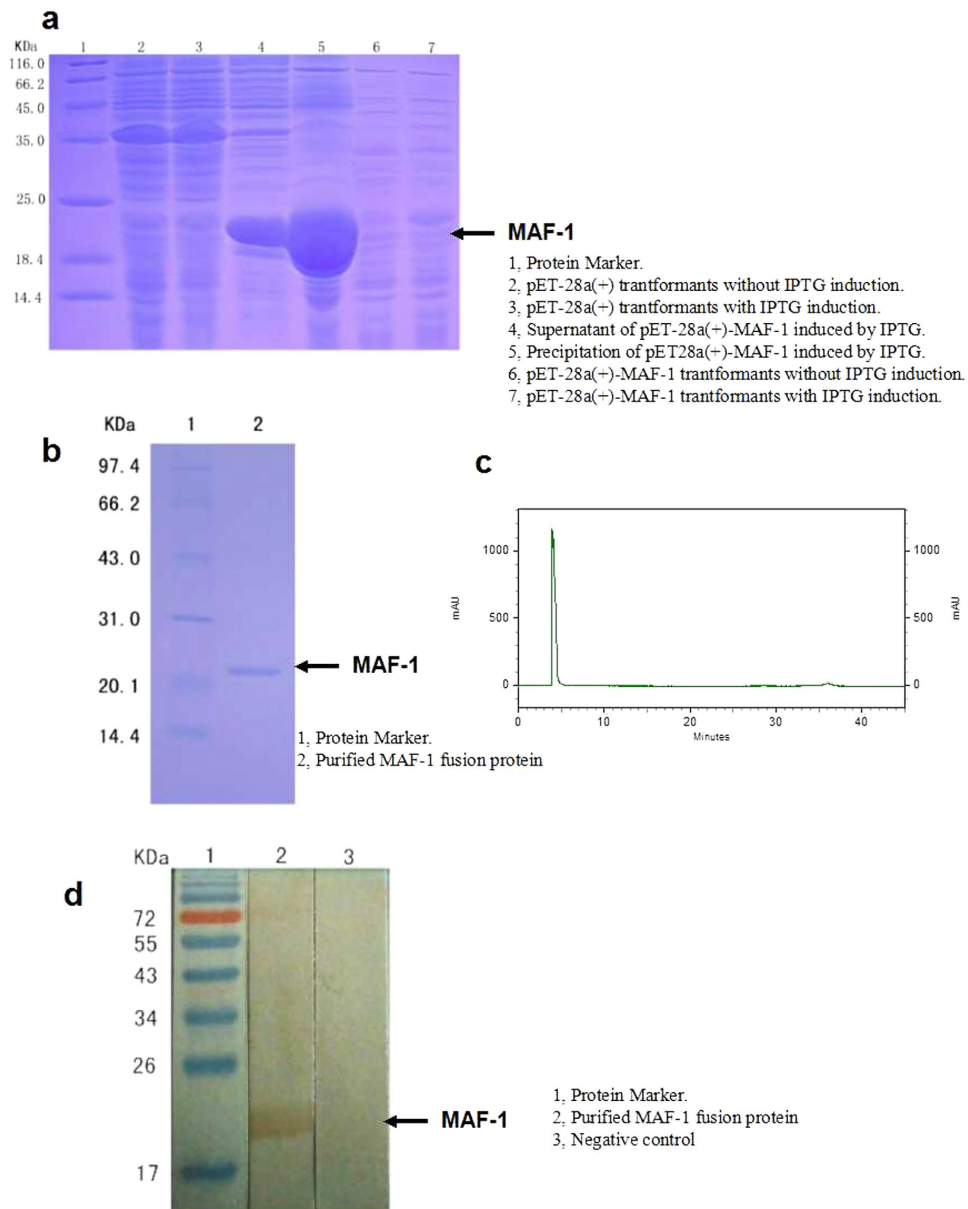 a
KDa 1 2 3 4 5 6 7
116.0
66.2
45.0
35.0
25.0
18.4
14.4
MAF-1
1, Protein Marker.
2, pET-28a(+) trantformants without IPTG induction.
3, pET-28a(+) trantformants with IPTG induction.
4, Supernatant of pET-28a(+)-MAF-1 induced by IPTG.
5, Precipitation of pET28a(+)-MAF-1 induced by IPTG.
6, pET-28a(+)-MAF-1 trantformants without IPTG induction.
7, pET-28a(+)-MAF-1 trantformants with IPTG induction.
b
KDa 1 2
97.4
66.2
43.0
31.0
20.1
14.4
MAF-1
1, Protein Marker.
2, Purified MAF-1 fusion protein
c
1000 1000
500 500
0 0
mAU mAU
0 10 20 30 40
Minutes
d
KDa 1 2 3
72
55
43
34
26
17
MAF-1
1, Protein Marker.
2, Purified MAF-1 fusion protein
3, Negative control